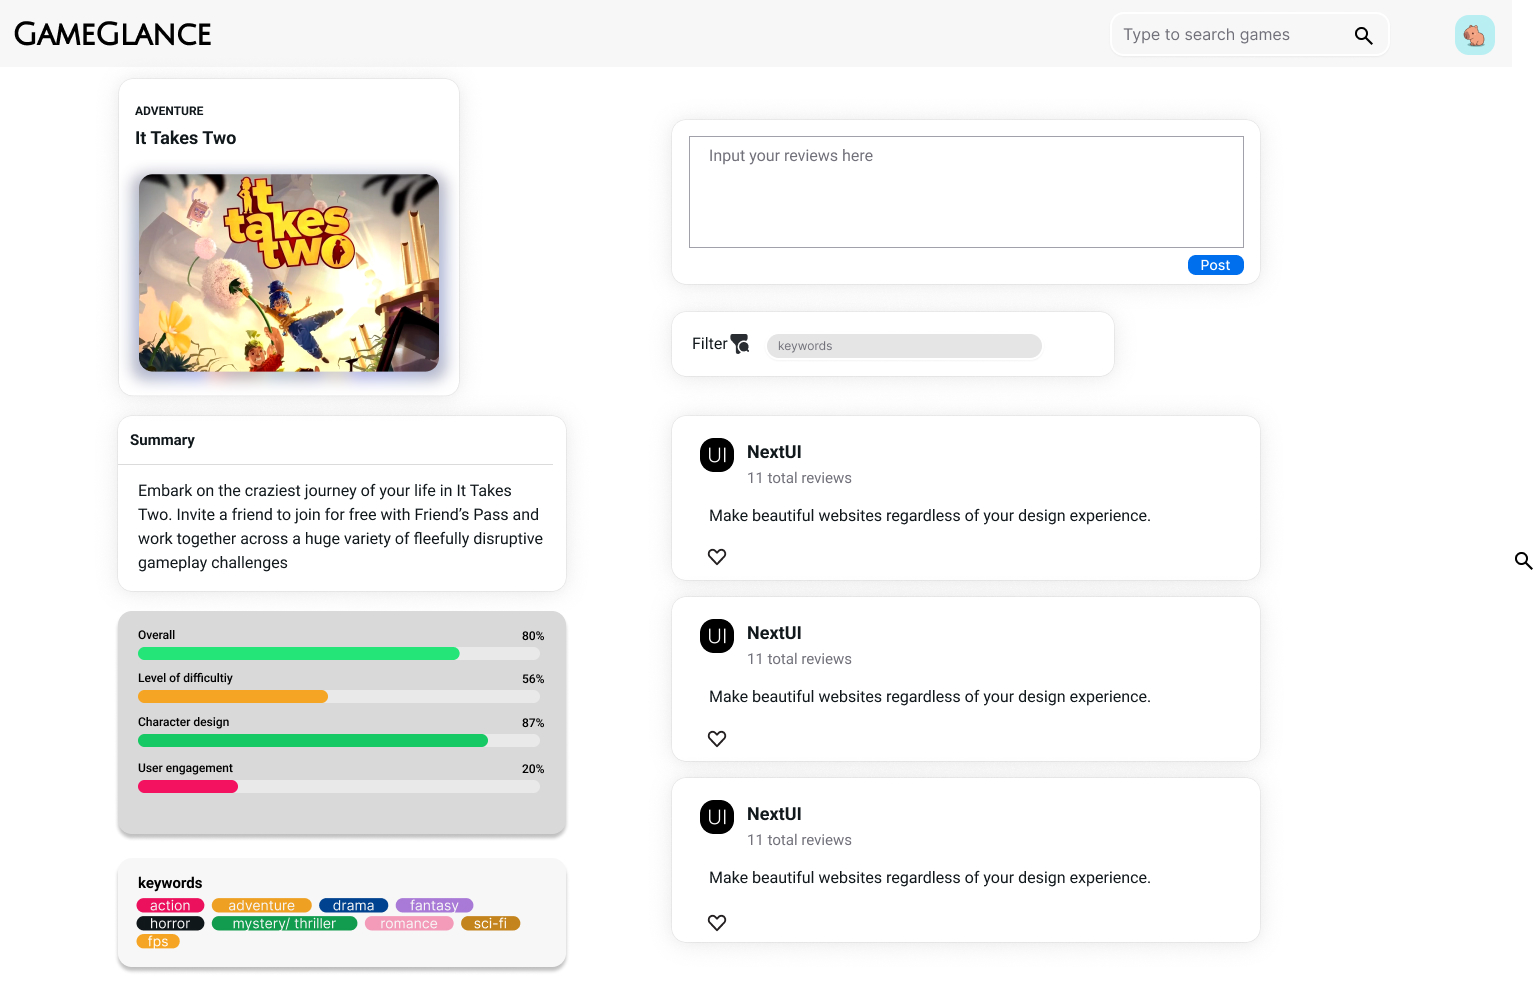 GAMEGLANCE
Type to search games
ADVENTURE
It Takes Two
it
takes
two
Summary
Embark on the craziest journey of your life in It Takes
Two. Invite a friend to join for free with Friend’s Pass and
work together across a huge variety of fleefully disruptive
gameplay challenges
Overall 80%
Level of difficultiy 56%
Character design 87%
User engagement 20%
keywords
action adventure drama fantasy
horror mystery/ thriller romance sci-fi
fps
Input your reviews here
Post
Filter keywords
UI NextUI
11 total reviews
Make beautiful websites regardless of your design experience.
UI NextUI
11 total reviews
Make beautiful websites regardless of your design experience.
UI NextUI
11 total reviews
Make beautiful websites regardless of your design experience.